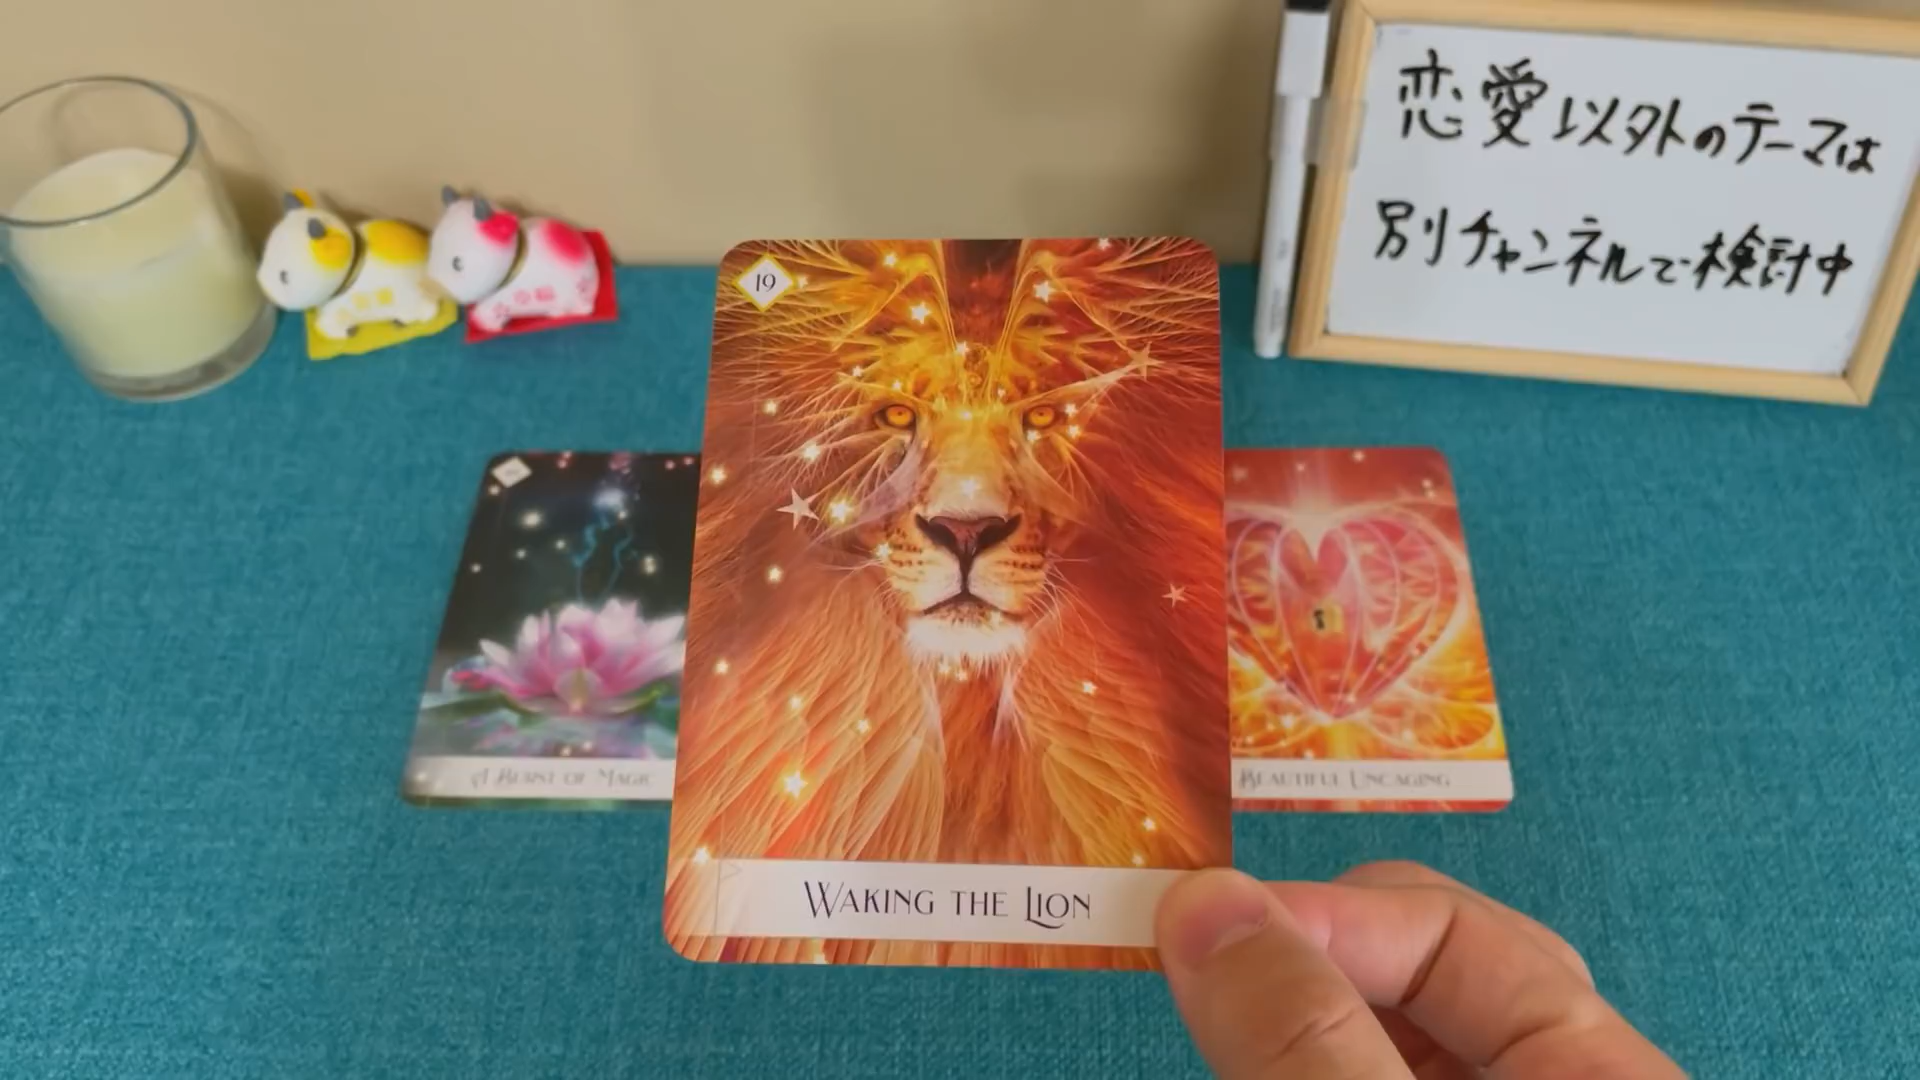 恋愛以外のテーマは
別チャンネルで検討中
19
WAKING THE LION
A BURST OF MAGIC
BEAUTIFUL UNCAGING